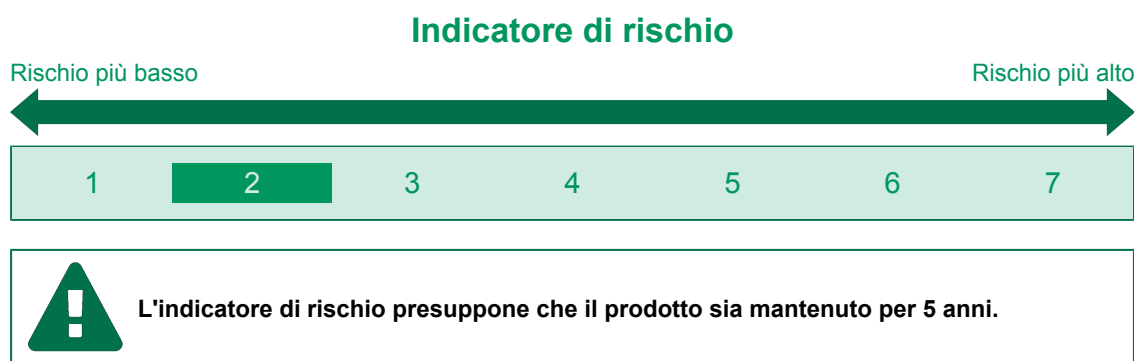 Indicatore di rischio
Rischio più basso Rischio più alto
1 2 3 4 5 6 7
L'indicatore di rischio presuppone che il prodotto sia mantenuto per 5 anni.